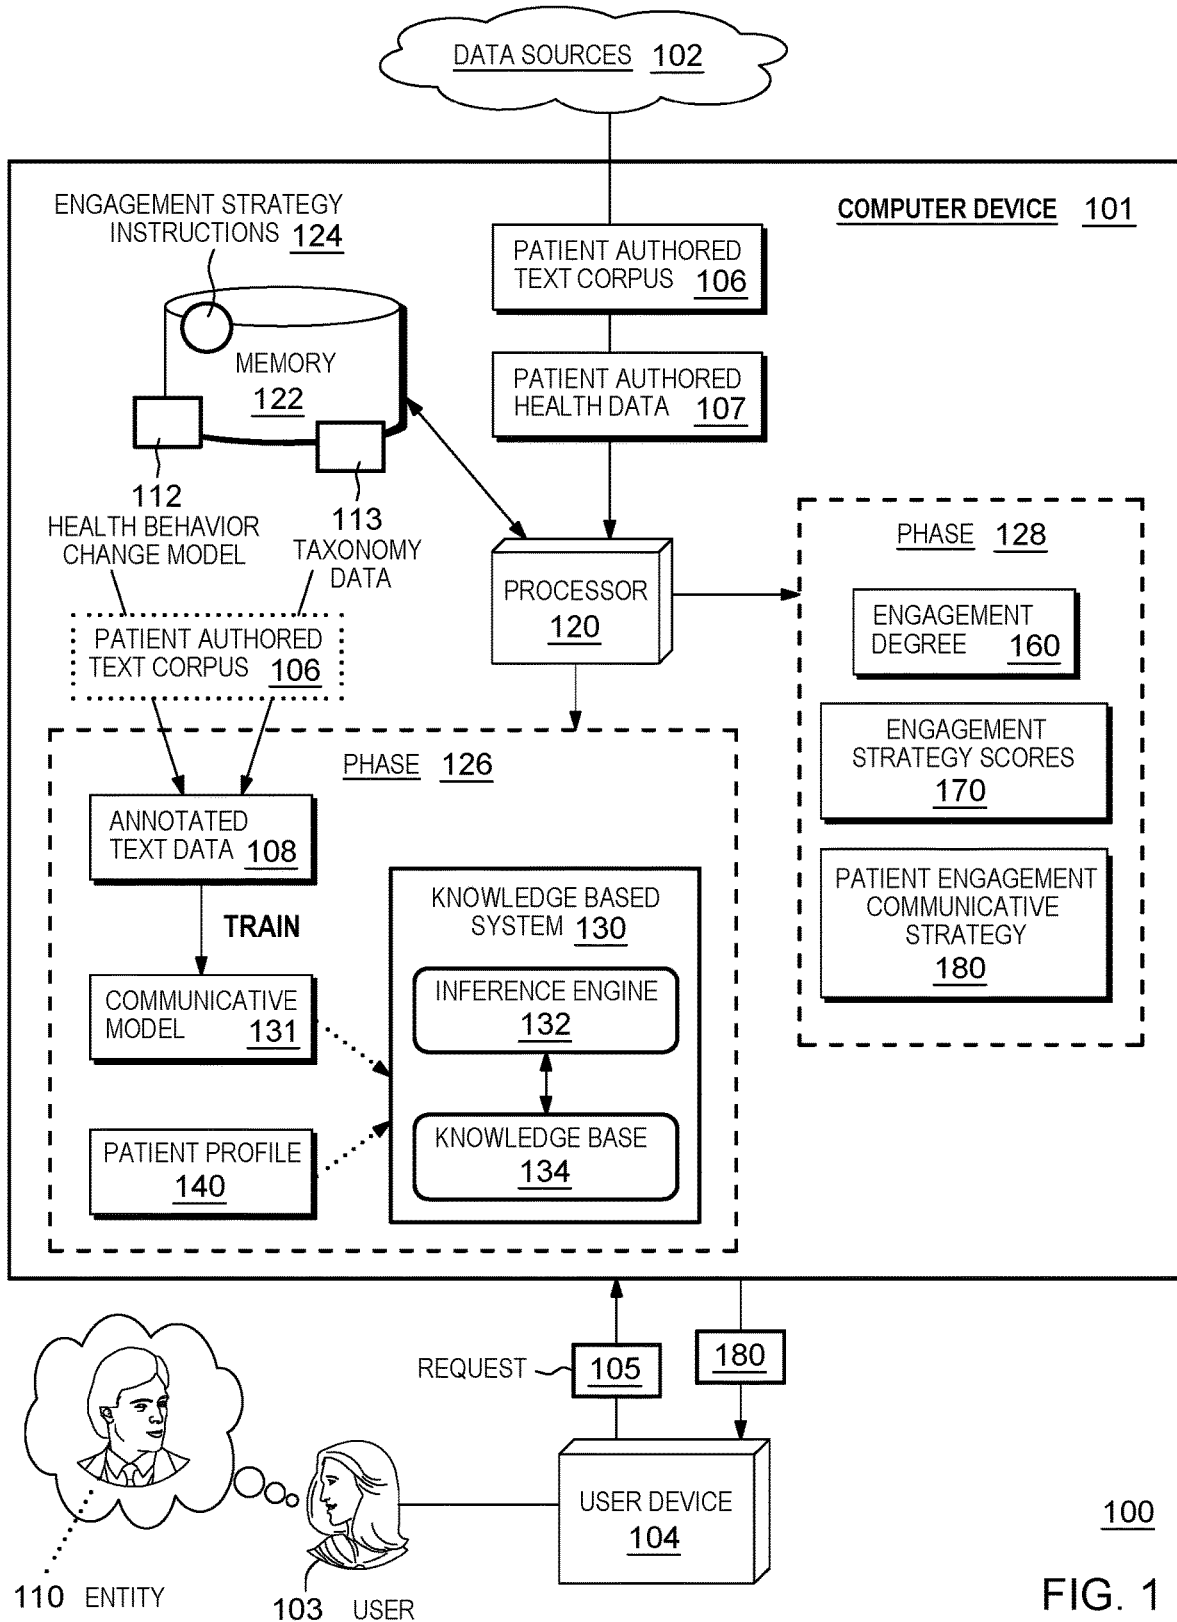 DATA SOURCES 102
COMPUTER DEVICE 101
ENGAGEMENT STRATEGY
INSTRUCTIONS 124
PATIENT AUTHORED
TEXT CORPUS 106
MEMORY
122
PATIENT AUTHORED
HEALTH DATA 107
112
HEALTH BEHAVIOR
CHANGE MODEL
113
TAXONOMY
DATA
PROCESSOR
120
PHASE 128
ENGAGEMENT
DEGREE 160
ENGAGEMENT
STRATEGY SCORES
170
PATIENT ENGAGEMENT
COMMUNICATIVE
STRATEGY
180
PATIENT AUTHORED
TEXT CORPUS 106
PHASE 126
ANNOTATED
TEXT DATA 108
TRAIN
COMMUNICATIVE
MODEL 131
PATIENT PROFILE
140
KNOWLEDGE BASED
SYSTEM 130
INFERENCE ENGINE
132
KNOWLEDGE BASE
134
REQUEST 105
180
USER DEVICE
104
110 ENTITY
103 USER
100
FIG. 1